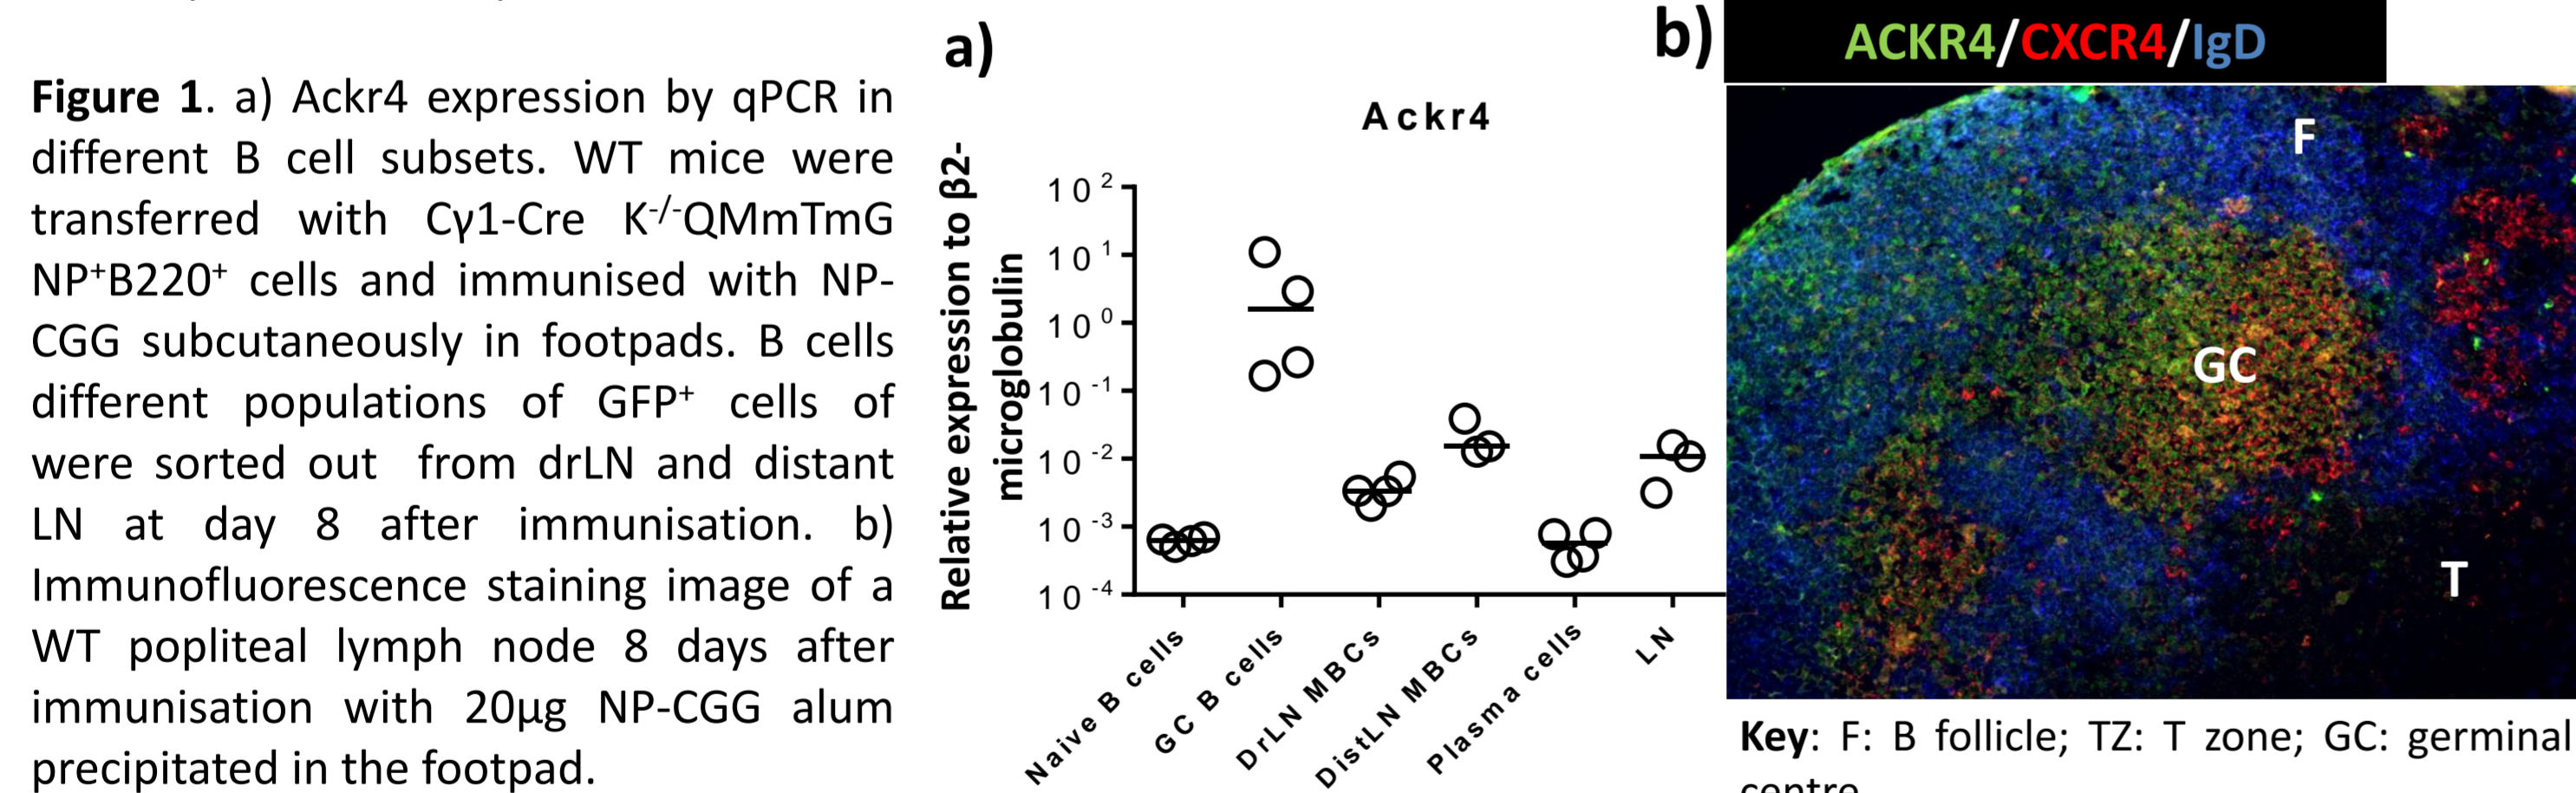 Figure 1. a) Ackr4 expression by qPCR in
different B cell subsets. WT mice were
transferred with Cγ1-Cre K-/-QMmTmG
NP+B220+ cells and immunised with NP-
CGG subcutaneously in footpads. B cells
different populations of GFP+ cells of
were sorted out from drLN and distant
LN at day 8 after immunisation. b)
Immunofluorescence staining image of a
WT popliteal lymph node 8 days after
immunisation with 20µg NP-CGG alum
precipitated in the footpad.
a)
Ackr4
Relative expression to β2-
microglobulin
10 2
10 1
10 0
10 -1
10 -2
10 -3
10 -4
Naive B cells
GC B cells
DrLN MBCs
DistLN MBCs
Plasma cells
LN
b)
ACKR4/CXCR4/IgD
F
GC
T
Key: F: B follicle; TZ: T zone; GC: germinal
centre